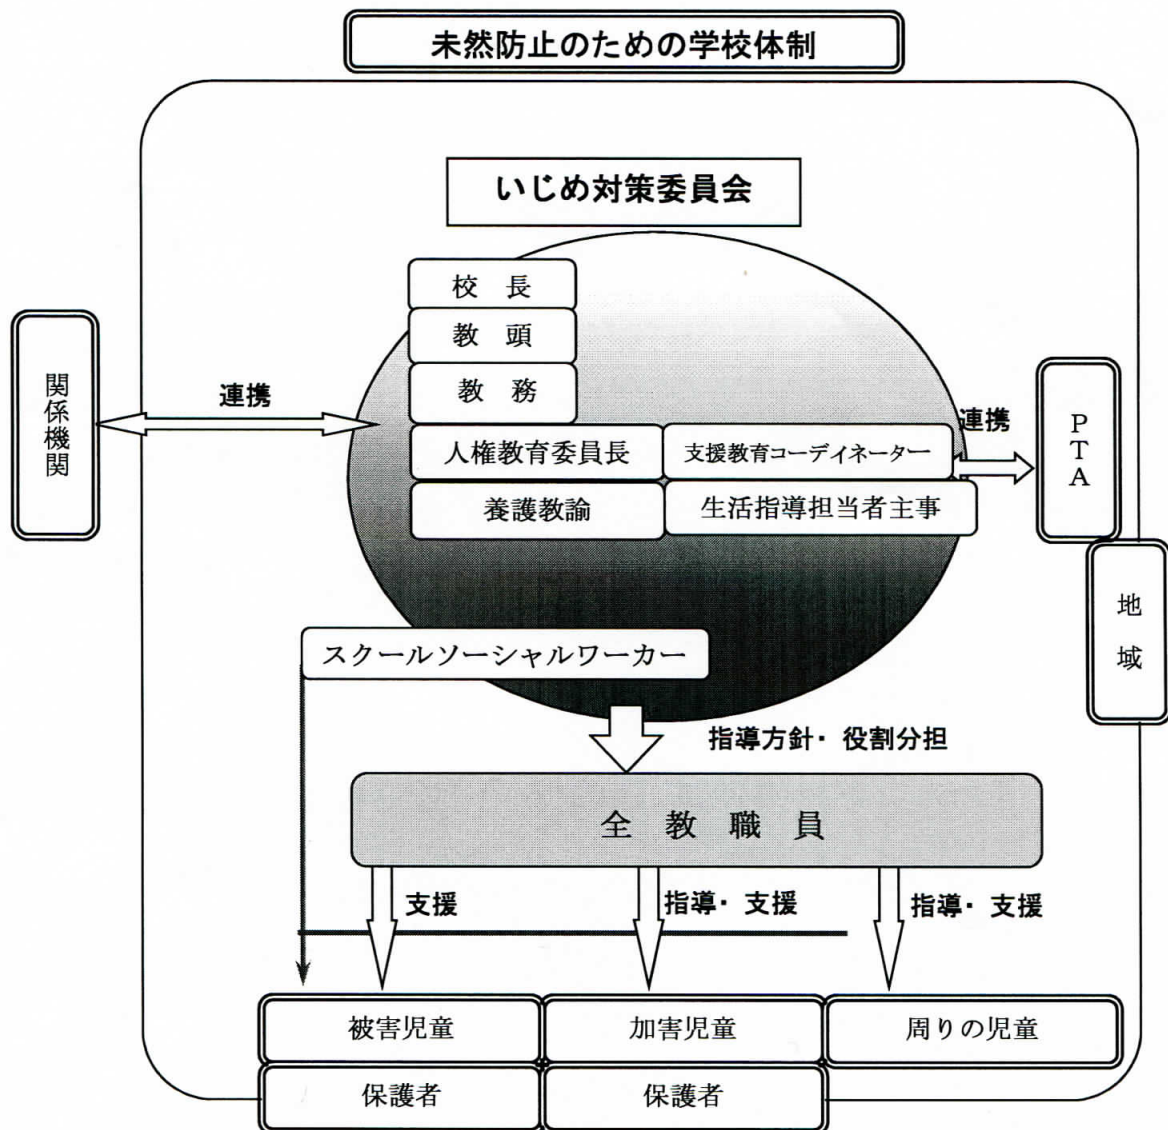 未然防止のための学校体制
いじめ対策委員会
校 長
教 頭
教 務
人権教育委員長
支援教育コーデイネーター
養護教諭
生活指導担当者主事
関係機関
連携
連携
PTA
地域
スクールソーシャルワーカー
指導方針・ 役割分担
全 教 職 員
支援
指導・ 支援
指導・ 支援
被害児童
加害児童
周りの児童
保護者
保護者